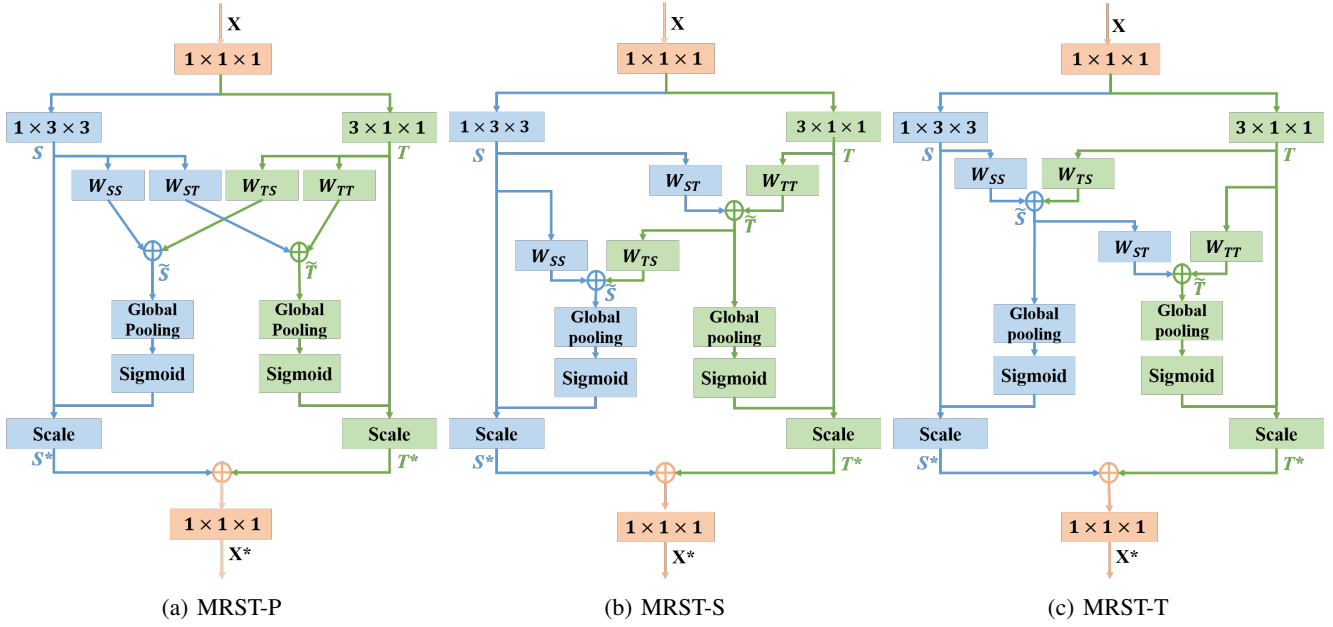 X
1 × 1 × 1
1 × 3 × 3
3 × 1 × 1
S
T
W_SS
W_ST
W_TS
W_TT
S̃
T̃
Global
Pooling
Global
Pooling
Sigmoid
Sigmoid
Scale
Scale
S*
T*
1 × 1 × 1
X*
(a) MRST-P
X
1 × 1 × 1
1 × 3 × 3
3 × 1 × 1
S
T
W_ST
W_TT
T̃
W_SS
W_TS
S̃
Global
pooling
Global
pooling
Sigmoid
Sigmoid
Scale
Scale
S*
T*
1 × 1 × 1
X*
(b) MRST-S
X
1 × 1 × 1
1 × 3 × 3
3 × 1 × 1
S
T
W_SS
W_TS
S̃
W_ST
W_TT
T̃
Global
pooling
Global
pooling
Sigmoid
Sigmoid
Scale
Scale
S*
T*
1 × 1 × 1
X*
(c) MRST-T